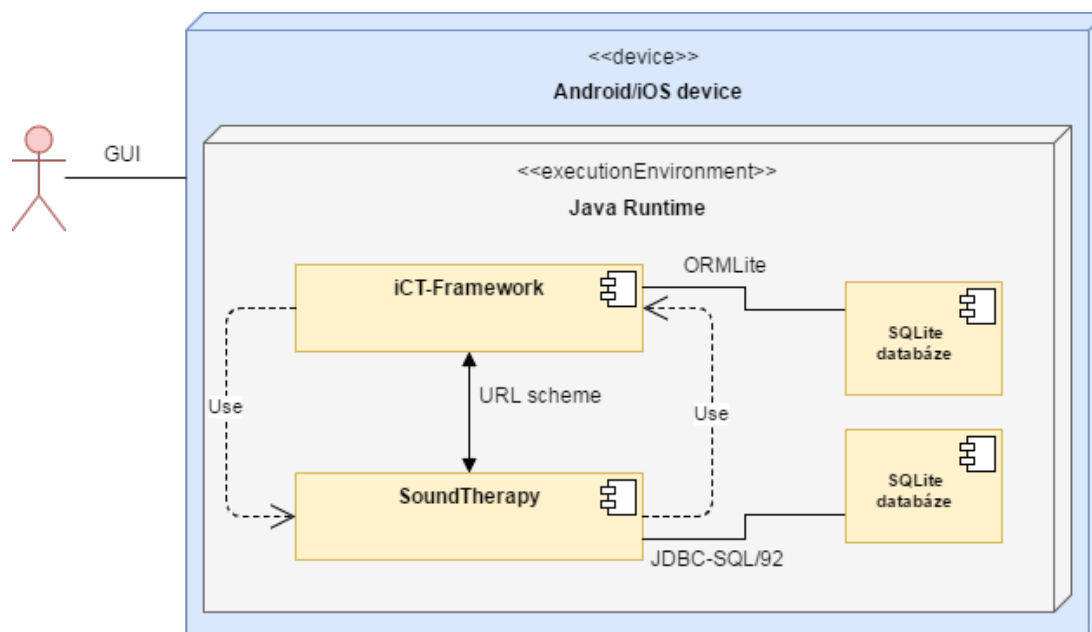 <<device>>
Android/iOS device
GUI
<<executionEnvironment>>
Java Runtime
ORMLite
iCT-Framework
SQLite
databáze
URL scheme
Use
Use
SoundTherapy
SQLite
databáze
JDBC-SQL/92